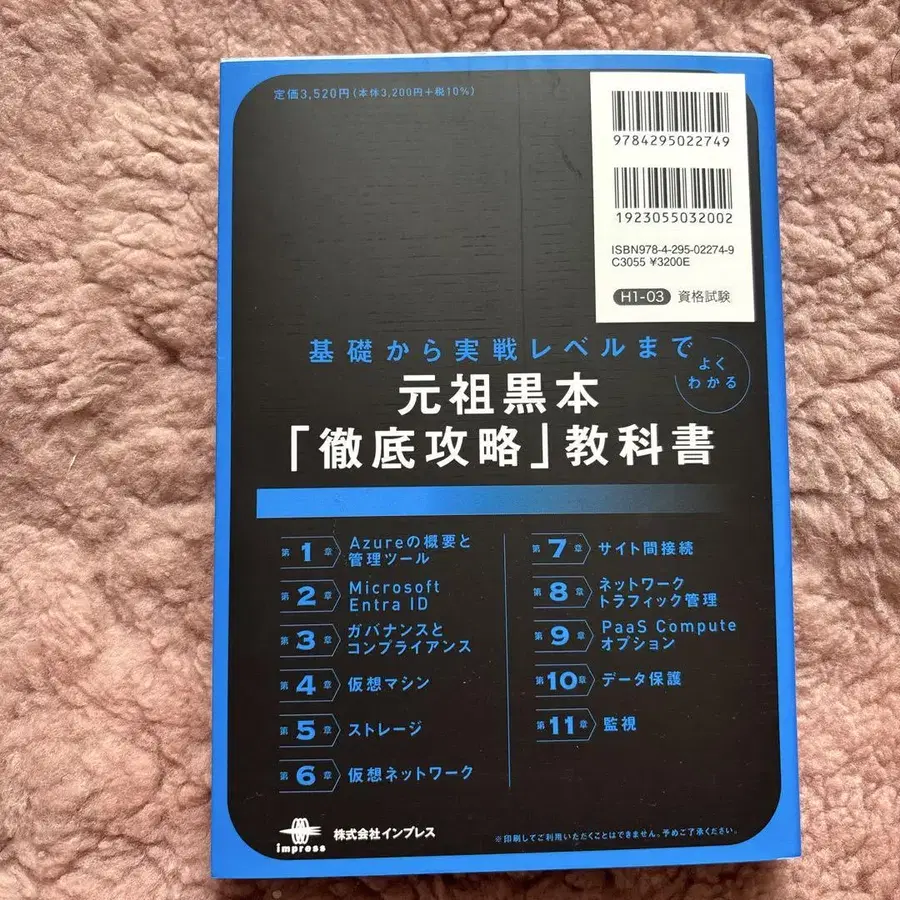 定価3,520円(本体3,200円+税10%)
9784295022749
1923055032002
ISBN978-4-295-02274-9
C3055 ¥3200E
H1-03 資格試験
基礎から実戦レベルまで
よく
わかる
元祖黒本
「徹底攻略」教科書
第1章 Azureの概要と
管理ツール
第2章 Microsoft
Entra ID
第3章 ガバナンスと
コンプライアンス
第4章 仮想マシン
第5章 ストレージ
第6章 仮想ネットワーク
第7章 サイト間接続
第8章 ネットワーク
トラフィック管理
第9章 PaaS Compute
オプション
第10章 データ保護
第11章 監視
impress
株式会社インプレス
※印刷してご利用いただくことはできません。予めご了承ください。